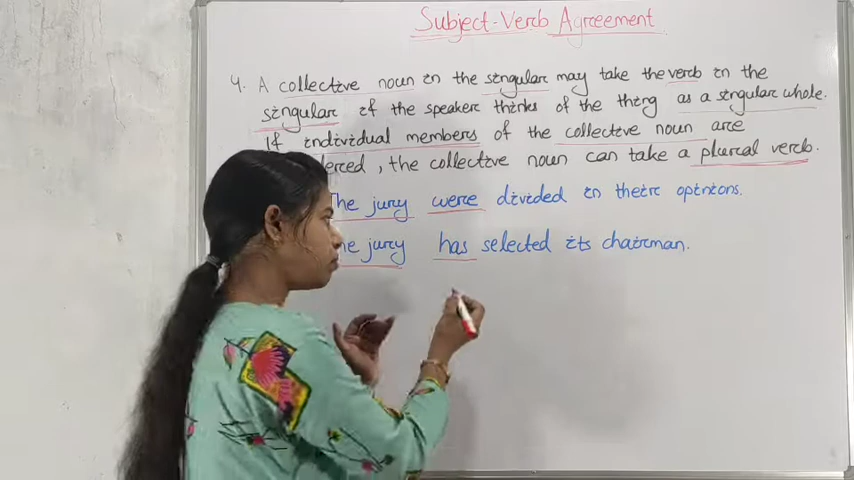 Subject-Verb Agreement
4. A collective noun in the singular may take the verb in the
singular if the speaker thinks of the thing as a singular whole.
If individual members of the collective noun are
, the collective noun can take a plural verb.
The jury were divided in their opinions.
jury has selected its chairman.